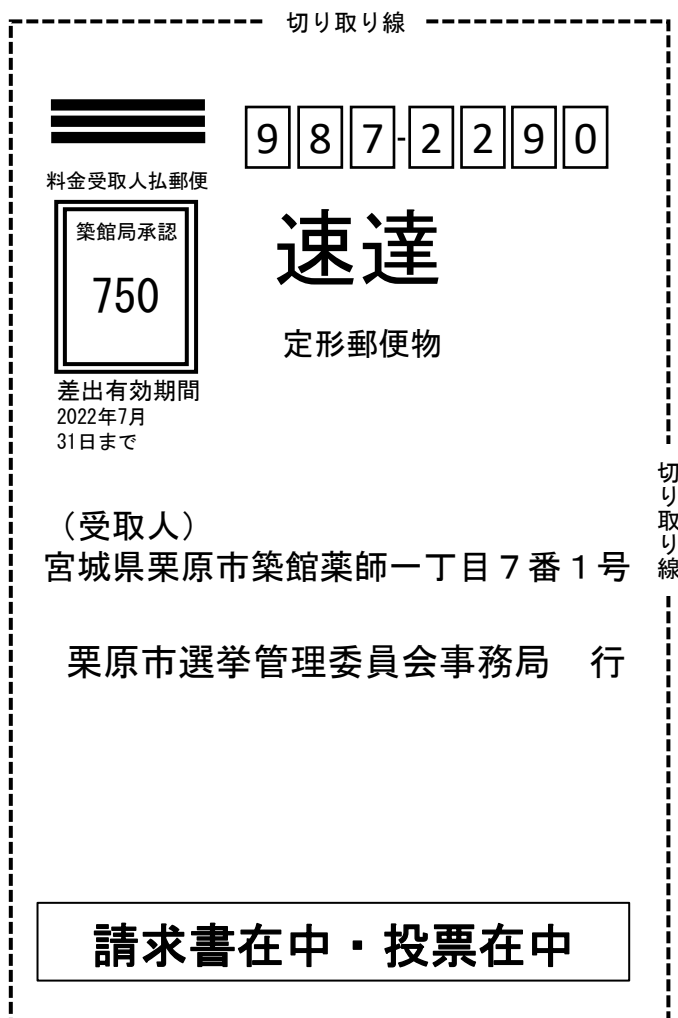 切り取り線
987-2290
料金受取人払郵便
築館局承認
750
速達
定形郵便物
差出有効期間
2022年7月
31日まで
切り取り線
（受取人）
宮城県栗原市築館薬師一丁目７番１号
栗原市選挙管理委員会事務局　行
請求書在中・投票在中